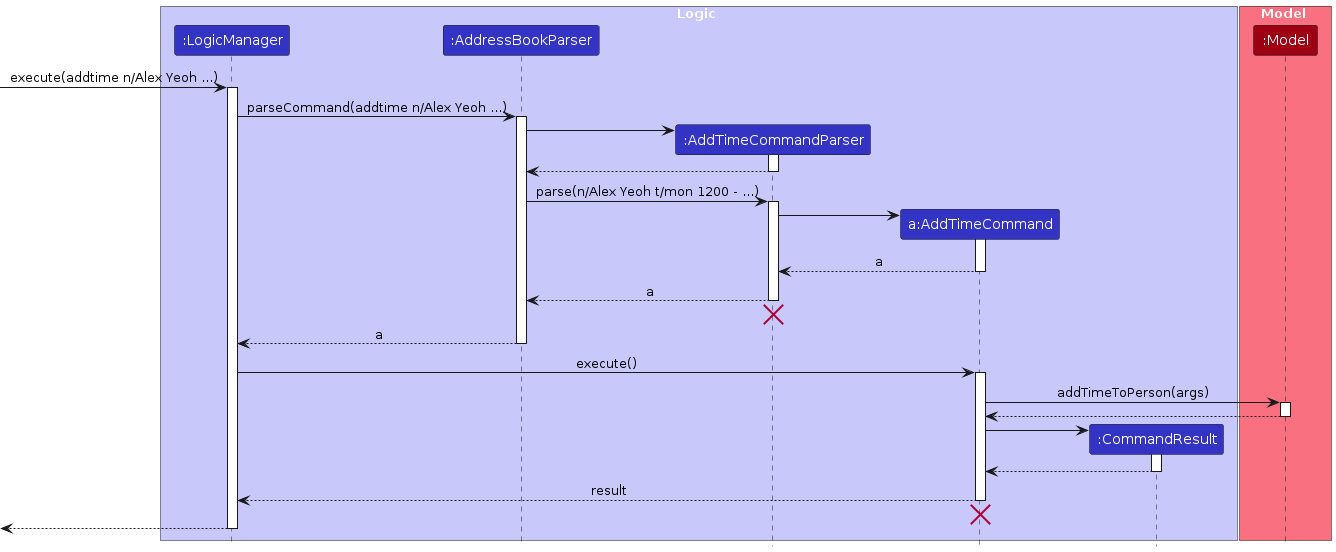 Logic
Model
:LogicManager
:AddressBookParser
:Model
execute(addtime n/Alex Yeoh ...)
parseCommand(addtime n/Alex Yeoh ...)
:AddTimeCommandParser
parse(n/Alex Yeoh t/mon 1200 - ...)
a:AddTimeCommand
a
a
a
execute()
addTimeToPerson(args)
:CommandResult
result